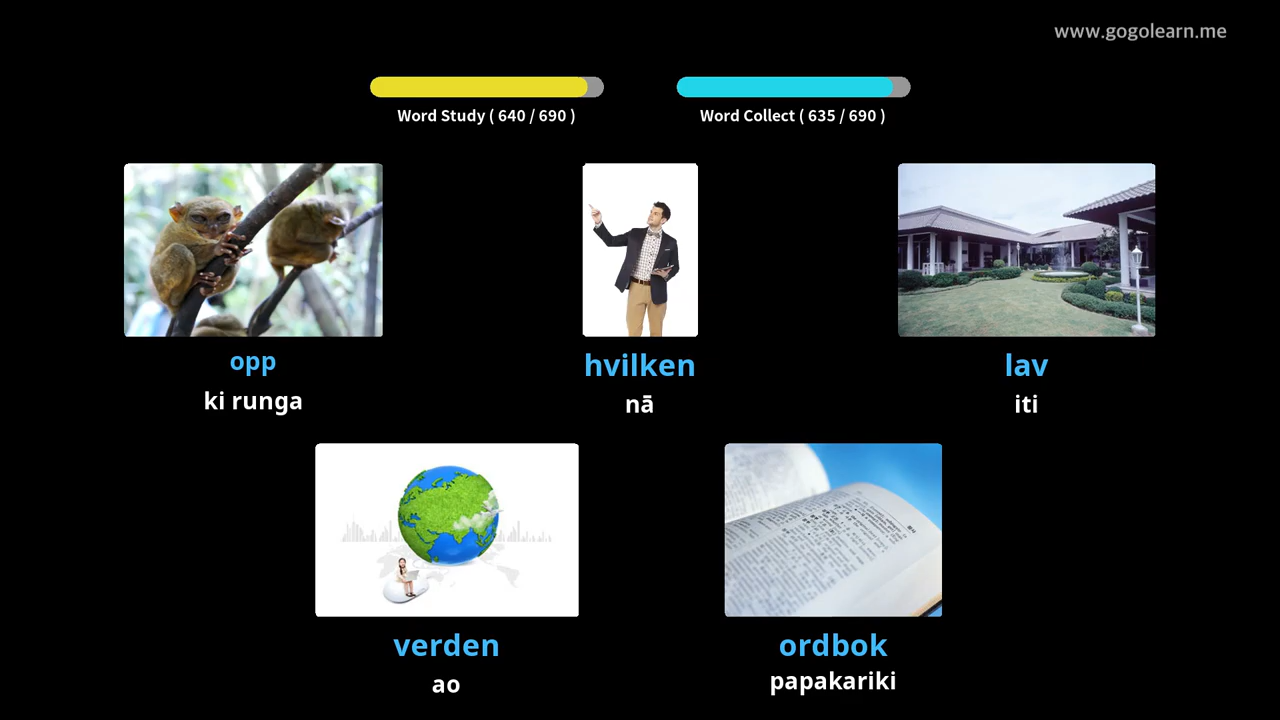 www.gogolearn.me
Word Study ( 640 / 690 )
Word Collect ( 635 / 690 )
opp
hvilken
lav
ki runga
nā
iti
verden
ordbok
ao
papakariki